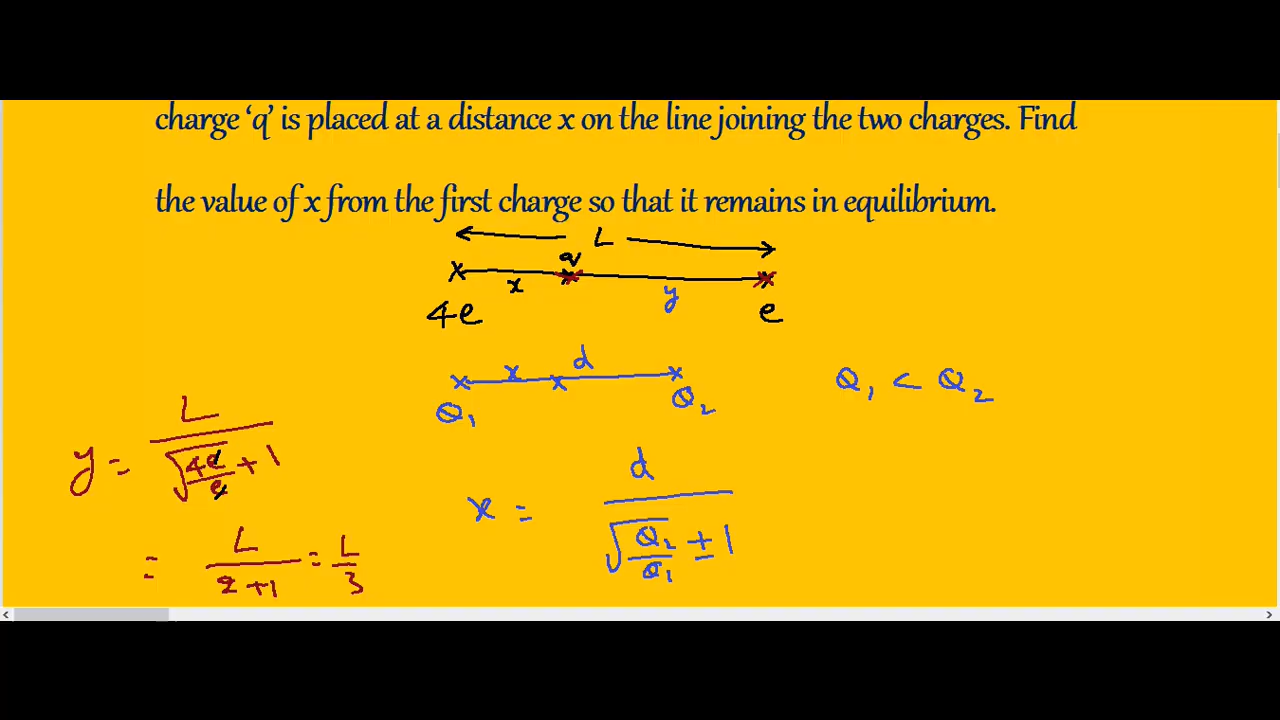 charge ‘q’ is placed at a distance x on the line joining the two charges. Find
the value of x from the first charge so that it remains in equilibrium.
L
q
x
y
4e e
x d
Q₁ Q₂
Q₁ < Q₂
y = L / (√(4e/e) + 1)
= L / (2+1) = L/3
x = d / (√(Q₂/Q₁) ± 1)